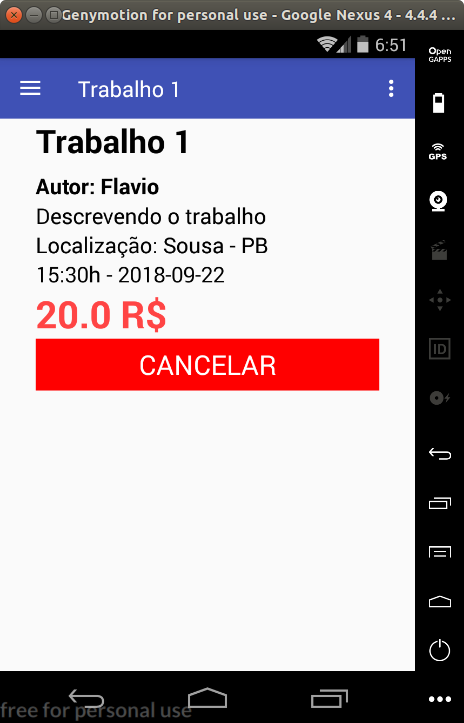 Genymotion for personal use - Google Nexus 4 - 4.4.4 ...
6:51
Open
GAPPS
Trabalho 1
GPS
Trabalho 1
Autor: Flavio
Descrevendo o trabalho
Localização: Sousa - PB
15:30h - 2018-09-22
20.0 R$
ID
CANCELAR
free for personal use